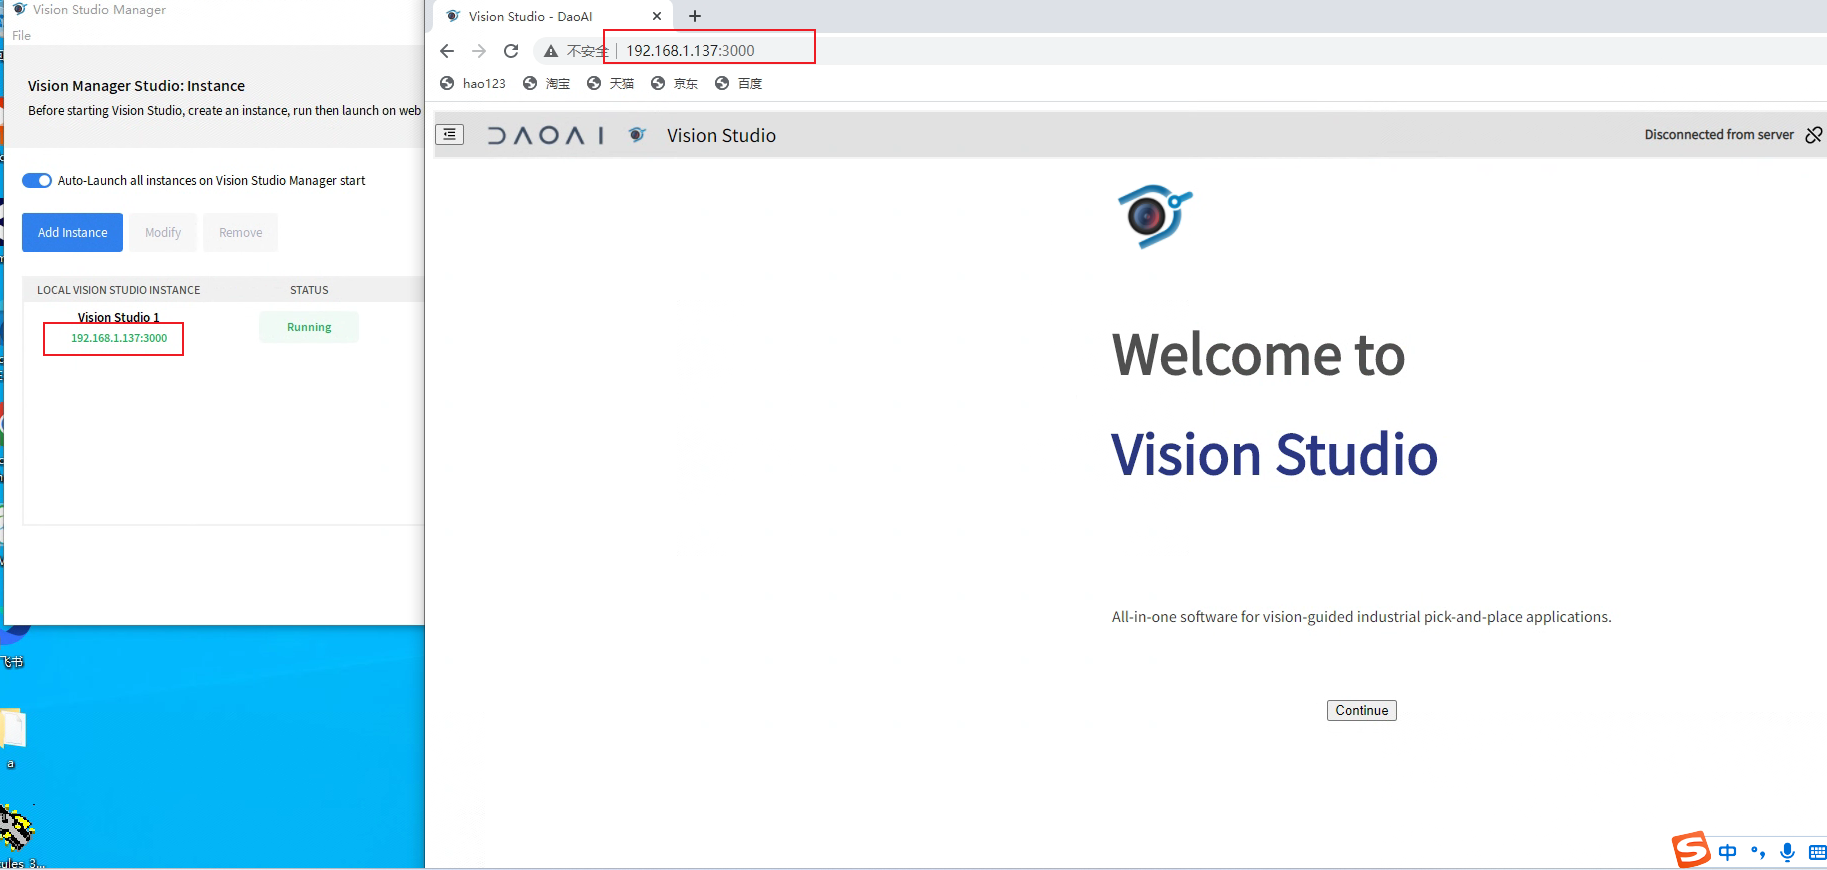 Vision Studio Manager
File
Vision Manager Studio: Instance
Before starting Vision Studio, create an instance, run then launch on web
Auto-Launch all instances on Vision Studio Manager start
Add Instance
Modify
Remove
LOCAL VISION STUDIO INSTANCE
STATUS
Vision Studio 1
192.168.1.137:3000
Running
飞书
a
Vision Studio - DaoAI
不安全
192.168.1.137:3000
hao123
淘宝
天猫
京东
百度
DAOAI
Vision Studio
Disconnected from server
Welcome to
Vision Studio
All-in-one software for vision-guided industrial pick-and-place applications.
Continue
中